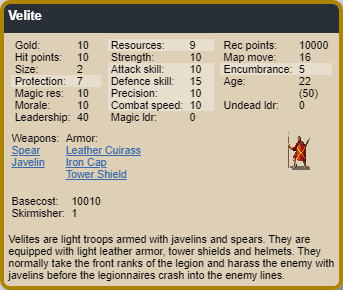 Velite
Gold: 10 Resources: 9 Rec points: 10000
Hit points: 10 Strength: 10 Map move: 16
Size: 2 Attack skill: 10 Encumbrance: 5
Protection: 7 Defence skill: 15 Age: 22
Magic res: 10 Precision: 10 (50)
Morale: 10 Combat speed: 10 Undead ldr: 0
Leadership: 40 Magic ldr: 0
Weapons: Armor:
Spear Leather Cuirass
Javelin Iron Cap
Tower Shield
Basecost: 10010
Skirmisher: 1
Velites are light troops armed with javelins and spears. They are
equipped with light leather armor, tower shields and helmets. They
normally take the front ranks of the legion and harass the enemy with
javelins before the legionnaires crash into the enemy lines.